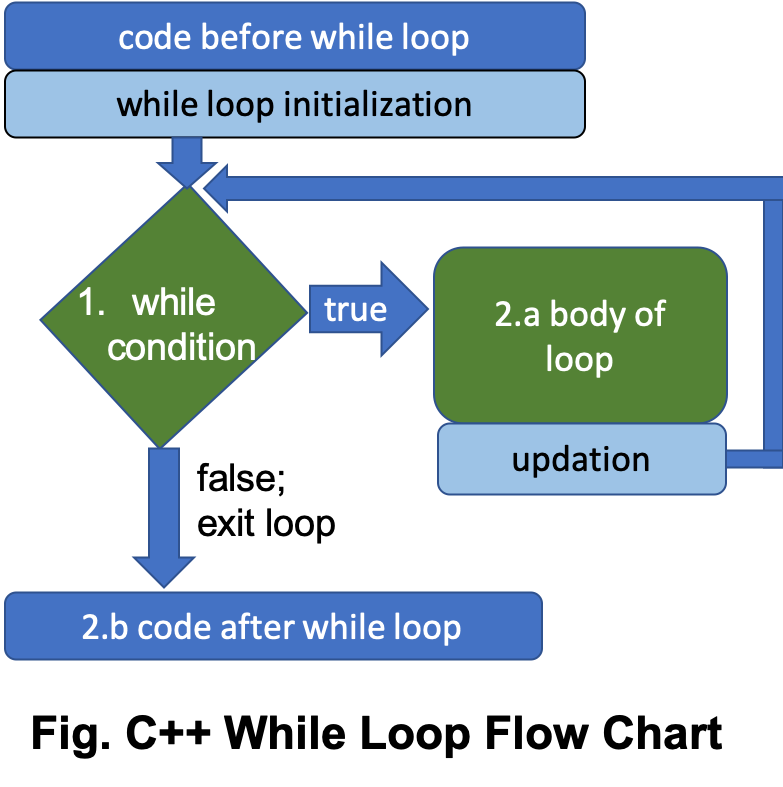 code before while loop
while loop initialization
1. while
condition
true
2.a body of
loop
updation
false;
exit loop
2.b code after while loop
Fig. C++ While Loop Flow Chart